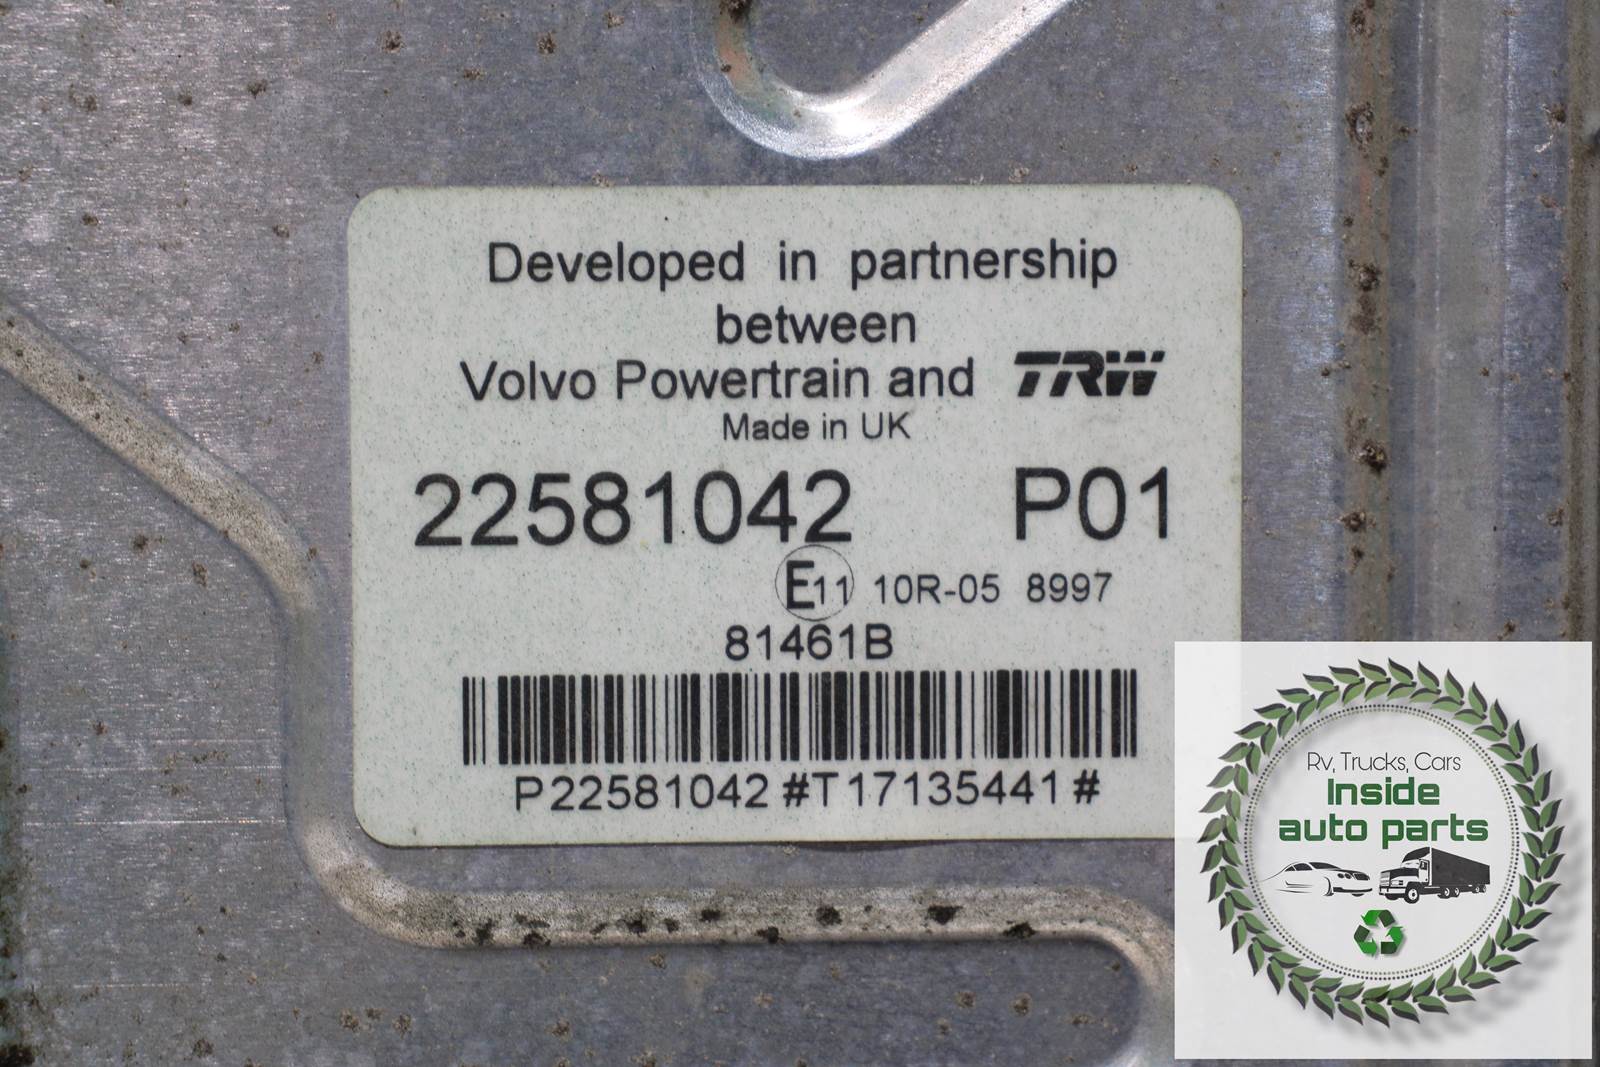 Developed in partnership
between
Volvo Powertrain and TRW
Made in UK
22581042 P01
E11 10R-05 8997
81461B
P22581042#T17135441#
Rv, Trucks, Cars
Inside
auto parts